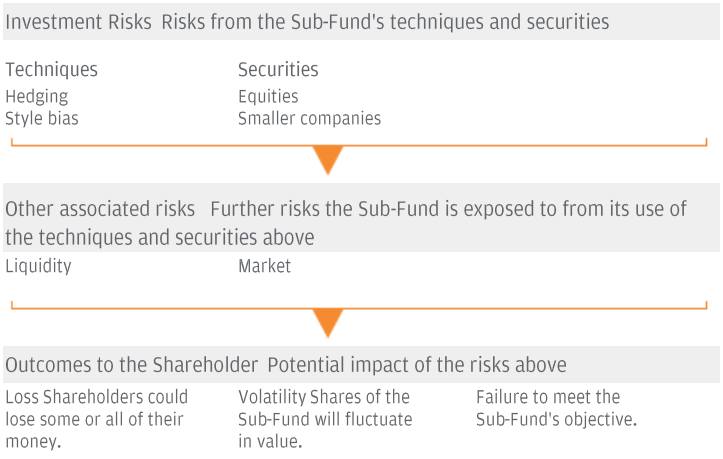 Investment Risks Risks from the Sub-Fund's techniques and securities
Techniques Securities
Hedging Equities
Style bias Smaller companies
Other associated risks Further risks the Sub-Fund is exposed to from its use of
the techniques and securities above
Liquidity Market
Outcomes to the Shareholder Potential impact of the risks above
Loss Shareholders could
lose some or all of their
money.
Volatility Shares of the
Sub-Fund will fluctuate
in value.
Failure to meet the
Sub-Fund's objective.